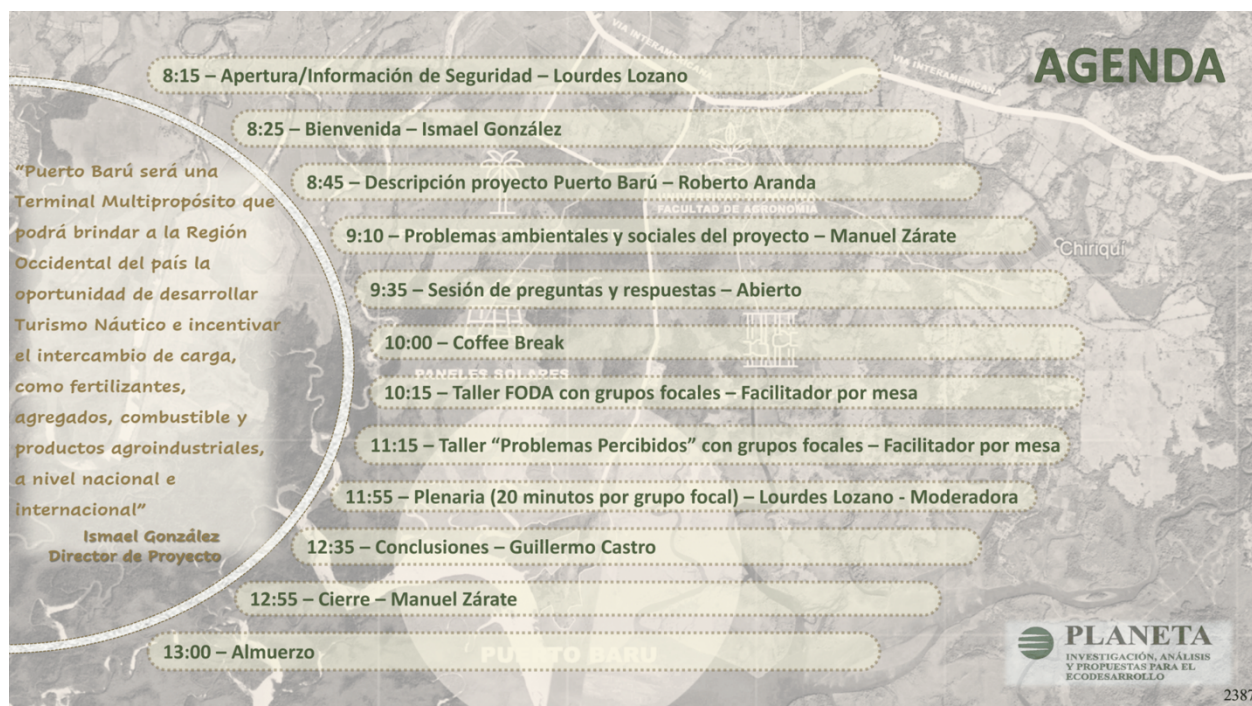 AGENDA
8:15 – Apertura/Información de Seguridad – Lourdes Lozano
8:25 – Bienvenida – Ismael González
8:45 – Descripción proyecto Puerto Barú – Roberto Aranda
9:10 – Problemas ambientales y sociales del proyecto – Manuel Zárate
9:35 – Sesión de preguntas y respuestas – Abierto
10:00 – Coffee Break
10:15 – Taller FODA con grupos focales – Facilitador por mesa
11:15 – Taller “Problemas Percibidos” con grupos focales – Facilitador por mesa
11:55 – Plenaria (20 minutos por grupo focal) – Lourdes Lozano - Moderadora
12:35 – Conclusiones – Guillermo Castro
12:55 – Cierre – Manuel Zárate
13:00 – Almuerzo
“Puerto Barú será una
Terminal Multipropósito que
podrá brindar a la Región
Occidental del país la
oportunidad de desarrollar
Turismo Náutico e incentivar
el intercambio de carga,
como fertilizantes,
agregados, combustible y
productos agroindustriales,
a nivel nacional e
internacional”
Ismael González
Director de Proyecto
VIA INTERAMERICANA
VIA INTERAMERICANA
FACULTAD DE AGRONOMÍA
Chiriquí
PANELES SOLARES
PUERTO BARU
PLANETA
INVESTIGACIÓN, ANÁLISIS
Y PROPUESTAS PARA EL
ECODESARROLLO
2387